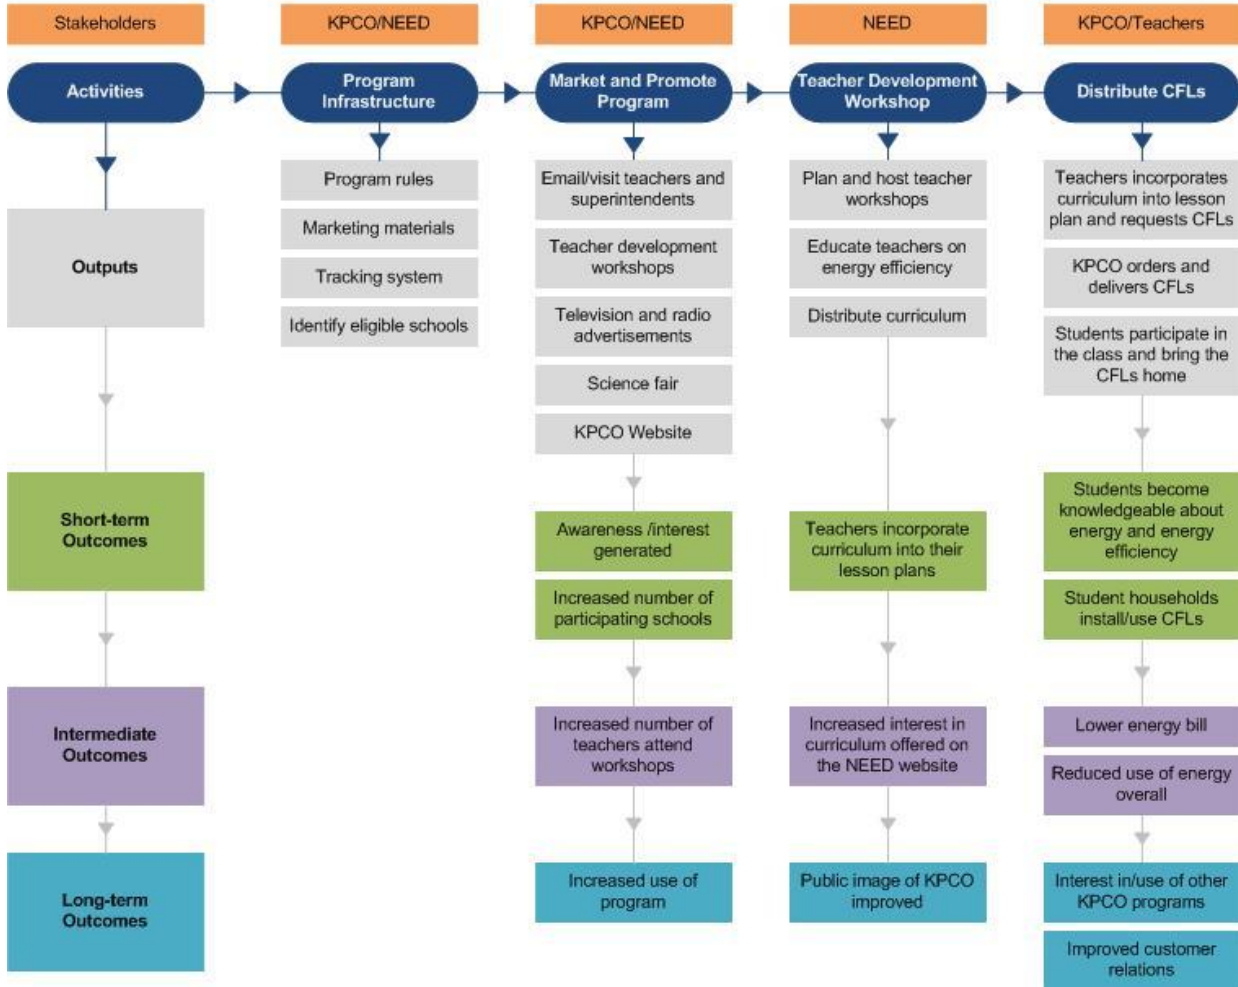 Stakeholders
KPCO/NEED
KPCO/NEED
NEED
KPCO/Teachers
Activities
Program
Infrastructure
Market and Promote
Program
Teacher Development
Workshop
Distribute CFLs
Outputs
Program rules
Marketing materials
Tracking system
Identify eligible schools
Email/visit teachers and
superintendents
Teacher development
workshops
Television and radio
advertisements
Science fair
KPCO Website
Plan and host teacher
workshops
Educate teachers on
energy efficiency
Distribute curriculum
Teachers incorporates
curriculum into lesson
plan and requests CFLs
KPCO orders and
delivers CFLs
Students participate in
the class and bring the
CFLs home
Short-term
Outcomes
Awareness /interest
generated
Increased number of
participating schools
Teachers incorporate
curriculum into their
lesson plans
Students become
knowledgeable about
energy and energy
efficiency
Student households
install/use CFLs
Intermediate
Outcomes
Increased number of
teachers attend
workshops
Increased interest in
curriculum offered on
the NEED website
Lower energy bill
Reduced use of energy
overall
Long-term
Outcomes
Increased use of
program
Public image of KPCO
improved
Interest in/use of other
KPCO programs
Improved customer
relations